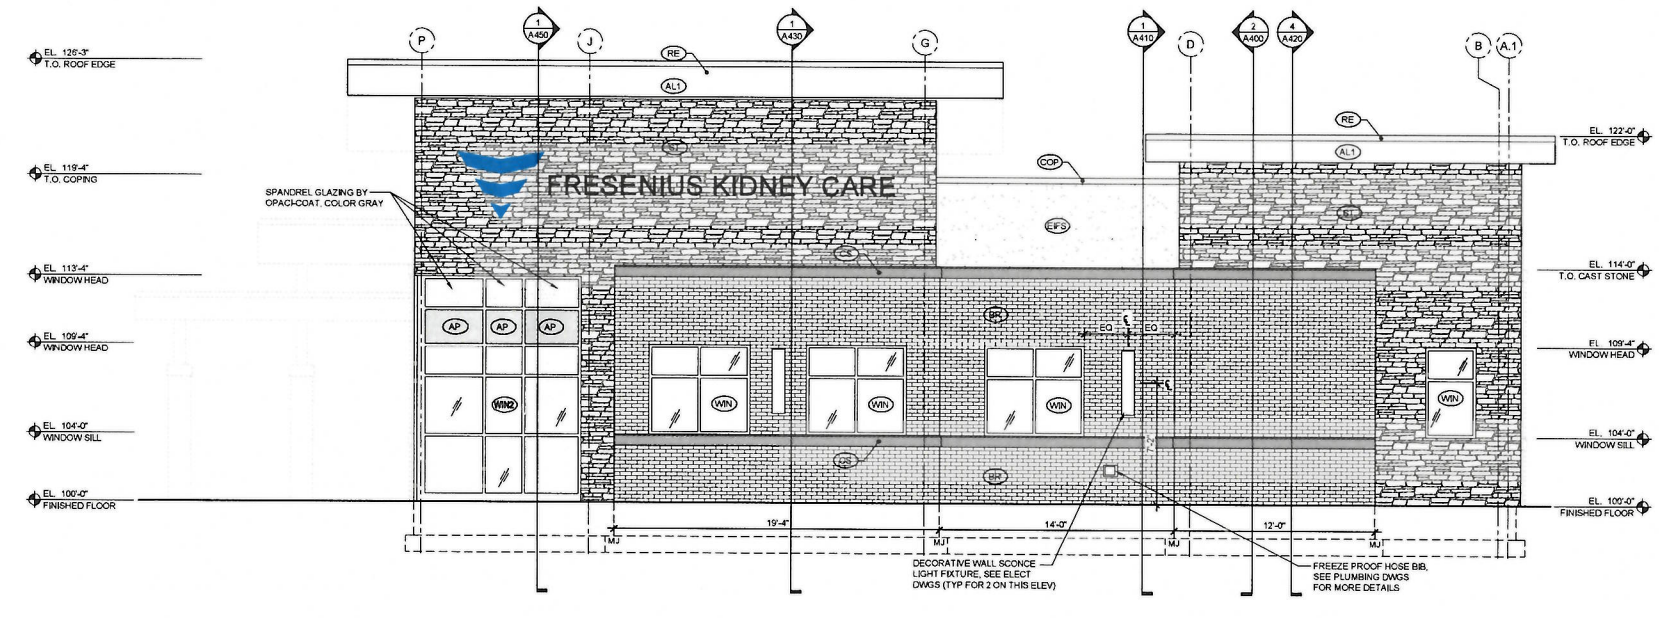 P
1
A450
J
1
A430
G
1
A410
D
2
A400
4
A420
B
A.1
EL. 126'-3"
T.O. ROOF EDGE
RE
AL1
RE
EL. 122'-0"
T.O. ROOF EDGE
AL1
ST
COP
EL. 119'-4"
T.O. COPING
SPANDREL GLAZING BY
OPACI-COAT, COLOR GRAY
FRESENIUS KIDNEY CARE
EIFS
ST
CS
EL. 113'-4"
WINDOW HEAD
EL. 114'-0"
T.O. CAST STONE
AP
AP
AP
BR
EQ
EQ
EL. 109'-4"
WINDOW HEAD
EL. 109'-4"
WINDOW HEAD
WIN2
WIN
WIN
WIN
WIN
EL. 104'-0"
WINDOW SILL
EL. 104'-0"
WINDOW SILL
7'-2"
CS
BR
EL. 100'-0"
FINISHED FLOOR
EL. 100'-0"
FINISHED FLOOR
19'-4"
14'-0"
12'-0"
MJ
MJ
MJ
MJ
DECORATIVE WALL SCONCE
LIGHT FIXTURE, SEE ELECT
DWGS (TYP FOR 2 ON THIS ELEV)
FREEZE PROOF HOSE BIB,
SEE PLUMBING DWGS
FOR MORE DETAILS